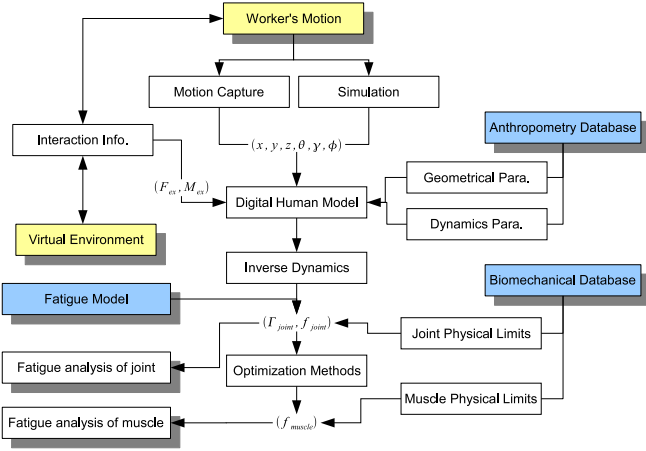 Worker's Motion
Motion Capture
Simulation
Interaction Info.
(x, y, z, θ, γ, ϕ)
Anthropometry Database
Geometrical Para.
(F_ex, M_ex)
Digital Human Model
Dynamics Para.
Virtual Environment
Inverse Dynamics
Biomechanical Database
Fatigue Model
(Γ_joint, f_joint)
Joint Physical Limits
Fatigue analysis of joint
Optimization Methods
Muscle Physical Limits
Fatigue analysis of muscle
(f_muscle)